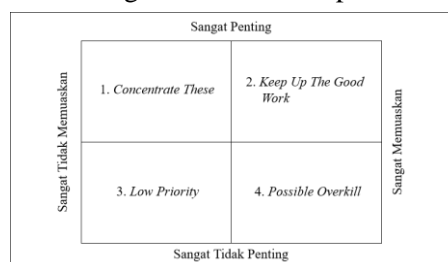 Sangat Penting
Sangat Tidak Memuaskan
1. Concentrate These
2. Keep Up The Good
Work
3. Low Priority
4. Possible Overkill
Sangat Memuaskan
Sangat Tidak Penting